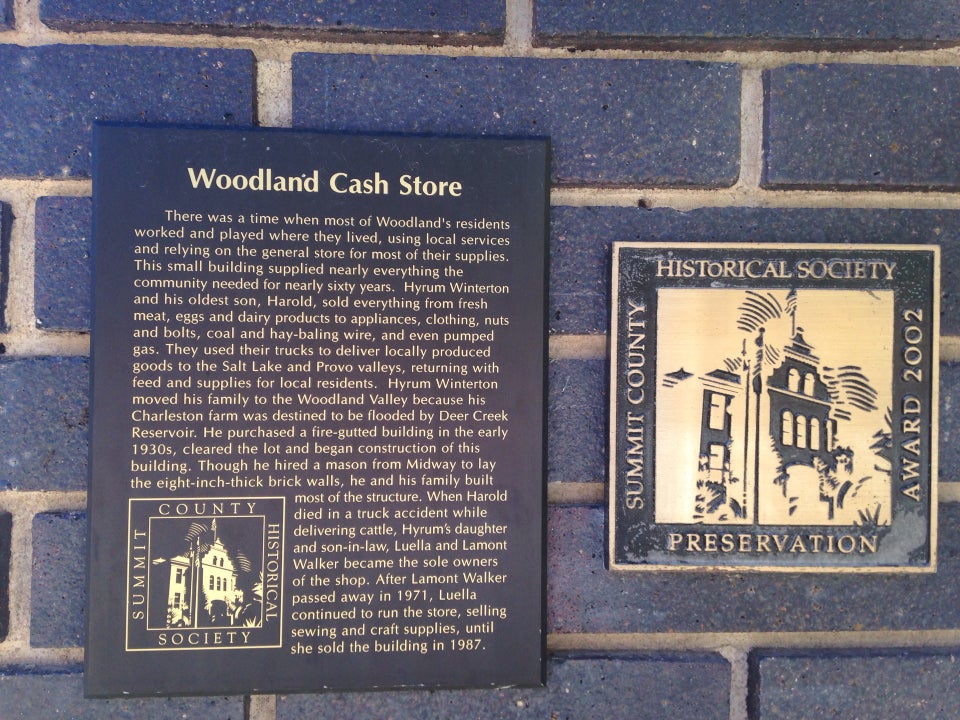 Woodland Cash Store
There was a time when most of Woodland's residents
worked and played where they lived, using local services
and relying on the general store for most of their supplies.
This small building supplied nearly everything the
community needed for nearly sixty years. Hyrum Winterton
and his oldest son, Harold, sold everything from fresh
meat, eggs and dairy products to appliances, clothing, nuts
and bolts, coal and hay-baling wire, and even pumped
gas. They used their trucks to deliver locally produced
goods to the Salt Lake and Provo valleys, returning with
feed and supplies for local residents. Hyrum Winterton
moved his family to the Woodland Valley because his
Charleston farm was destined to be flooded by Deer Creek
Reservoir. He purchased a fire-gutted building in the early
1930s, cleared the lot and began construction of this
building. Though he hired a mason from Midway to lay
the eight-inch-thick brick walls, he and his family built
most of the structure. When Harold
died in a truck accident while
delivering cattle, Hyrum's daughter
and son-in-law, Luella and Lamont
Walker became the sole owners
of the shop. After Lamont Walker
passed away in 1971, Luella
continued to run the store, selling
sewing and craft supplies, until
she sold the building in 1987.
SUMMIT
COUNTY
HISTORICAL
SOCIETY
SUMMIT COUNTY
HISTORICAL SOCIETY
PRESERVATION
AWARD 2002